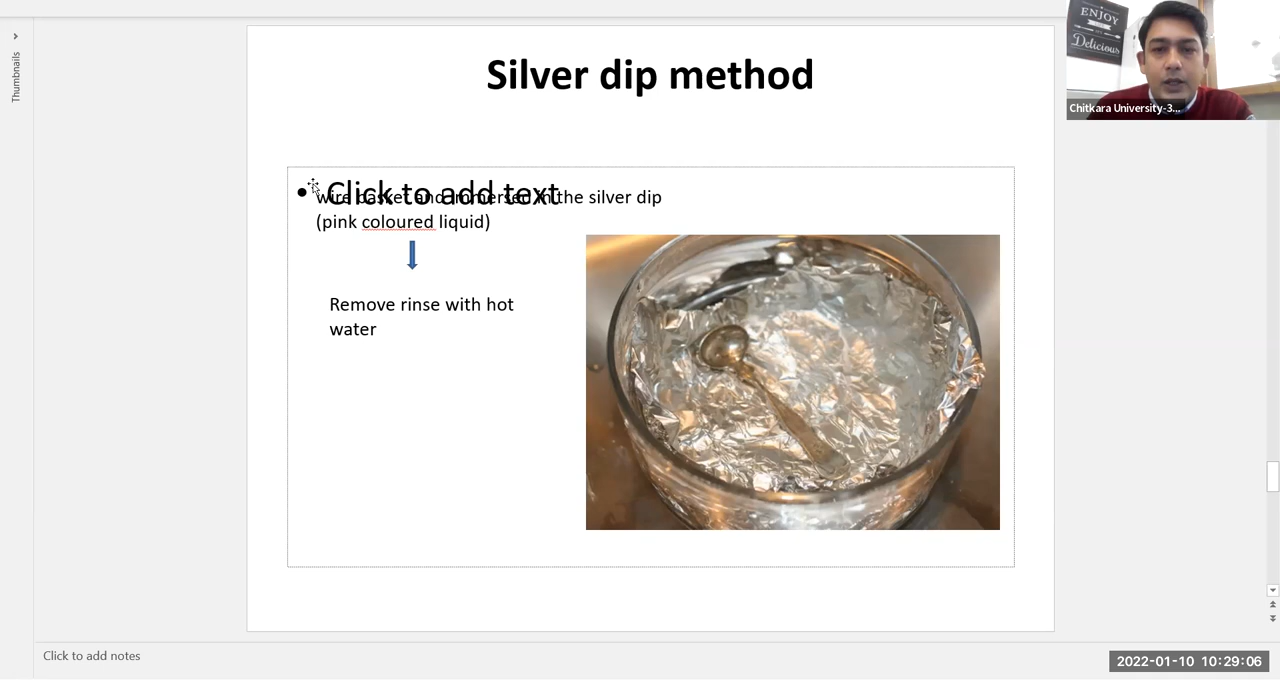 Thumbnails
ENJOY
Delicious
Chitkara University-3...
Silver dip method
• Click to add text
wire basket and immersed in the silver dip
(pink coloured liquid)
Remove rinse with hot
water
Click to add notes
2022-01-10 10:29:06